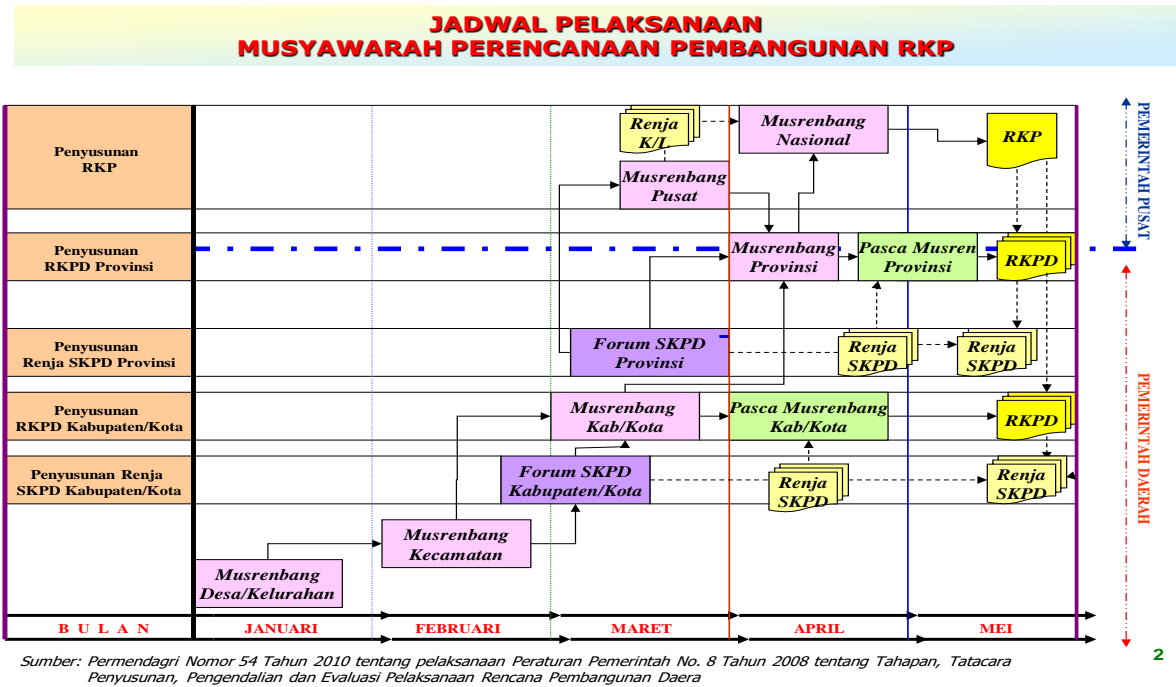 JADWAL PELAKSANAAN
MUSYAWARAH PERENCANAAN PEMBANGUNAN RKP
Penyusunan
RKP
Renja
K/L
Musrenbang
Nasional
RKP
Musrenbang
Pusat
PEMERINTAH PUSAT
Penyusunan
RKPD Provinsi
Musrenbang
Provinsi
Pasca Musren
Provinsi
RKPD
Penyusunan
Renja SKPD Provinsi
Forum SKPD
Provinsi
Renja
SKPD
Renja
SKPD
Penyusunan
RKPD Kabupaten/Kota
Musrenbang
Kab/Kota
Pasca Musrenbang
Kab/Kota
RKPD
PEMERINTAH DAERAH
Penyusunan Renja
SKPD Kabupaten/Kota
Forum SKPD
Kabupaten/Kota
Renja
SKPD
Renja
SKPD
Musrenbang
Kecamatan
Musrenbang
Desa/Kelurahan
B U L A N
JANUARI
FEBRUARI
MARET
APRIL
MEI
Sumber: Permendagri Nomor 54 Tahun 2010 tentang pelaksanaan Peraturan Pemerintah No. 8 Tahun 2008 tentang Tahapan, Tatacara
Penyusunan, Pengendalian dan Evaluasi Pelaksanaan Rencana Pembangunan Daera
2